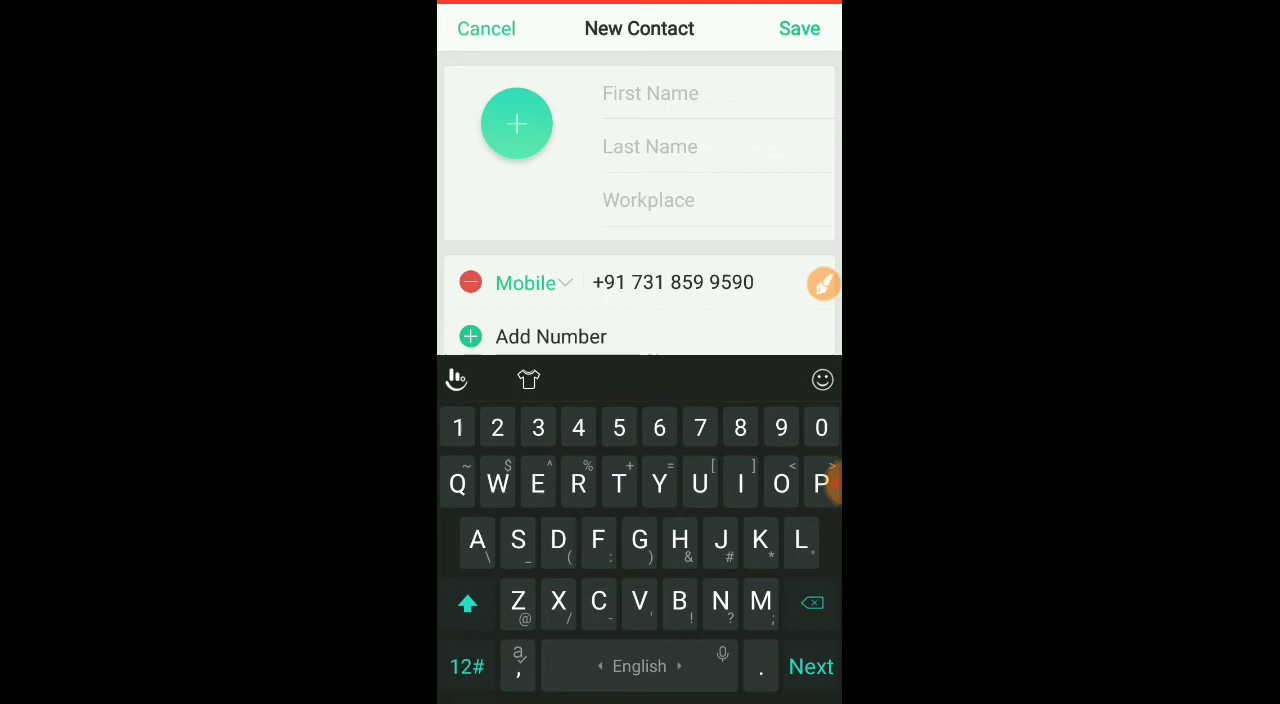 Cancel New Contact Save
First Name
Last Name
Workplace
Mobile +91 731 859 9590
Add Number
1 2 3 4 5 6 7 8 9 0
~ $ ^ % + = [ ] < >
Q W E R T Y U I O P
A S D F G H J K L
\ _ ( : ) & # * "
Z X C V B N M
@ / - ' ! ? ;
12# a , English . Next